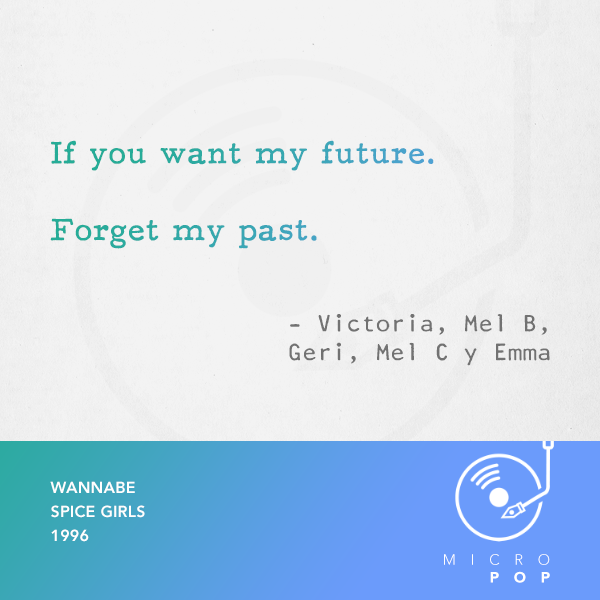 If you want my future.
Forget my past.
– Victoria, Mel B,
Geri, Mel C y Emma
WANNABE
SPICE GIRLS
1996
MICRO
POP